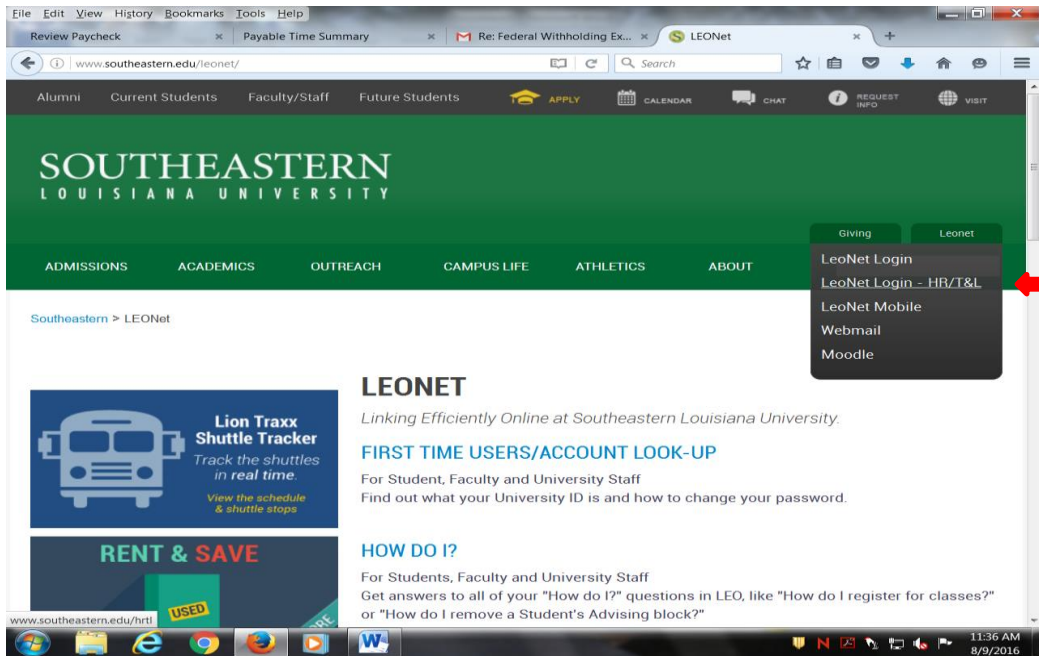 File Edit View History Bookmarks Tools Help
Review Paycheck × Payable Time Summary × Re: Federal Withholding Ex... × LEONet × +
www.southeastern.edu/leonet/ Search
Alumni Current Students Faculty/Staff Future Students APPLY CALENDAR CHAT REQUEST INFO VISIT
SOUTHEASTERN
LOUISIANA UNIVERSITY
Giving Leonet
ADMISSIONS ACADEMICS OUTREACH CAMPUS LIFE ATHLETICS ABOUT
LeoNet Login
LeoNet Login - HR/T&L
LeoNet Mobile
Webmail
Moodle
Southeastern > LEONet
Lion Traxx
Shuttle Tracker
Track the shuttles
in real time.
View the schedule
& shuttle stops
RENT & SAVE
USED
LEONET
Linking Efficiently Online at Southeastern Louisiana University.
FIRST TIME USERS/ACCOUNT LOOK-UP
For Student, Faculty and University Staff
Find out what your University ID is and how to change your password.
HOW DO I?
For Students, Faculty and University Staff
Get answers to all of your "How do I?" questions in LEO, like "How do I register for classes?"
or "How do I remove a Student's Advising block?"
www.southeastern.edu/hrtl
11:36 AM
8/9/2016